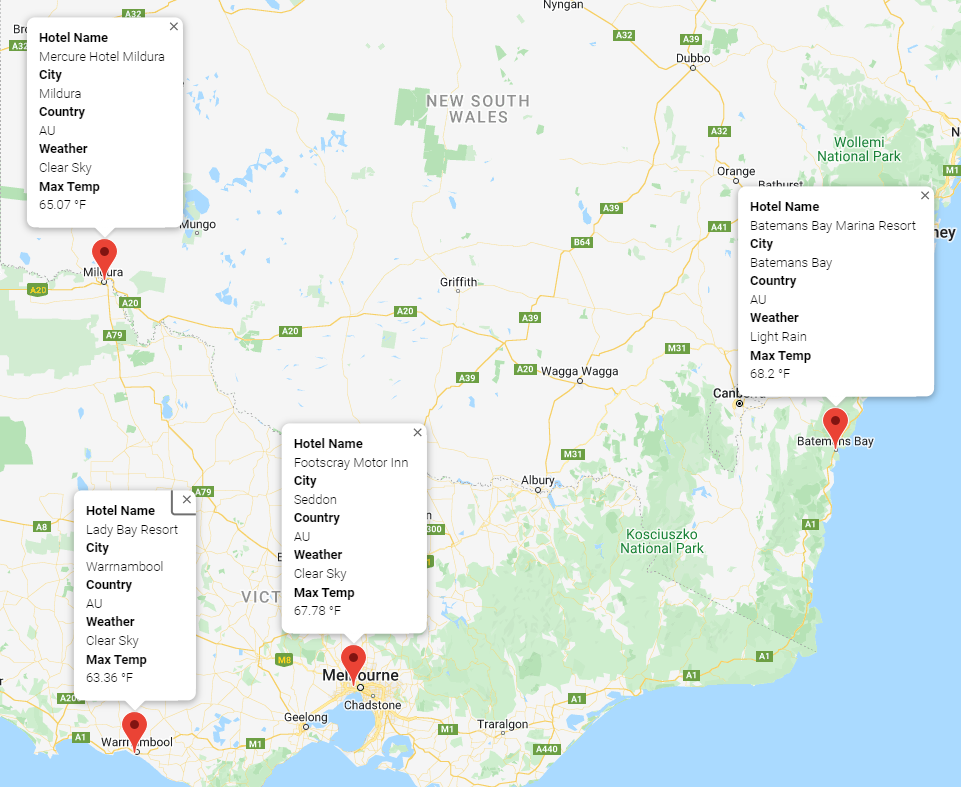 Nyngan
A32
A32
A39
Dubbo
A32
Hotel Name
Mercure Hotel Mildura
City
Mildura
Country
AU
Weather
Clear Sky
Max Temp
65.07 °F
NEW SOUTH
WALES
A32
Wollemi
National Park
M1
Orange
Bathurst
Mungo
A39
A41
B64
Hotel Name
Batemans Bay Marina Resort
City
Batemans Bay
Country
AU
Weather
Light Rain
Max Temp
68.2 °F
Mildura
A20
A20
A79
Griffith
A20
A20
A39
M31
A39
A20
Wagga Wagga
Batemans Bay
Hotel Name
Footscray Motor Inn
City
Seddon
Country
AU
Weather
Clear Sky
Max Temp
67.78 °F
M31
Albury
A79
A8
Hotel Name
Lady Bay Resort
City
Warrnambool
Country
AU
Weather
Clear Sky
Max Temp
63.36 °F
A1
Kosciuszko
National Park
M8
Melbourne
Chadstone
A1
A1
A1
Geelong
M1
M1
Traralgon
A440
A1
Warrnambool